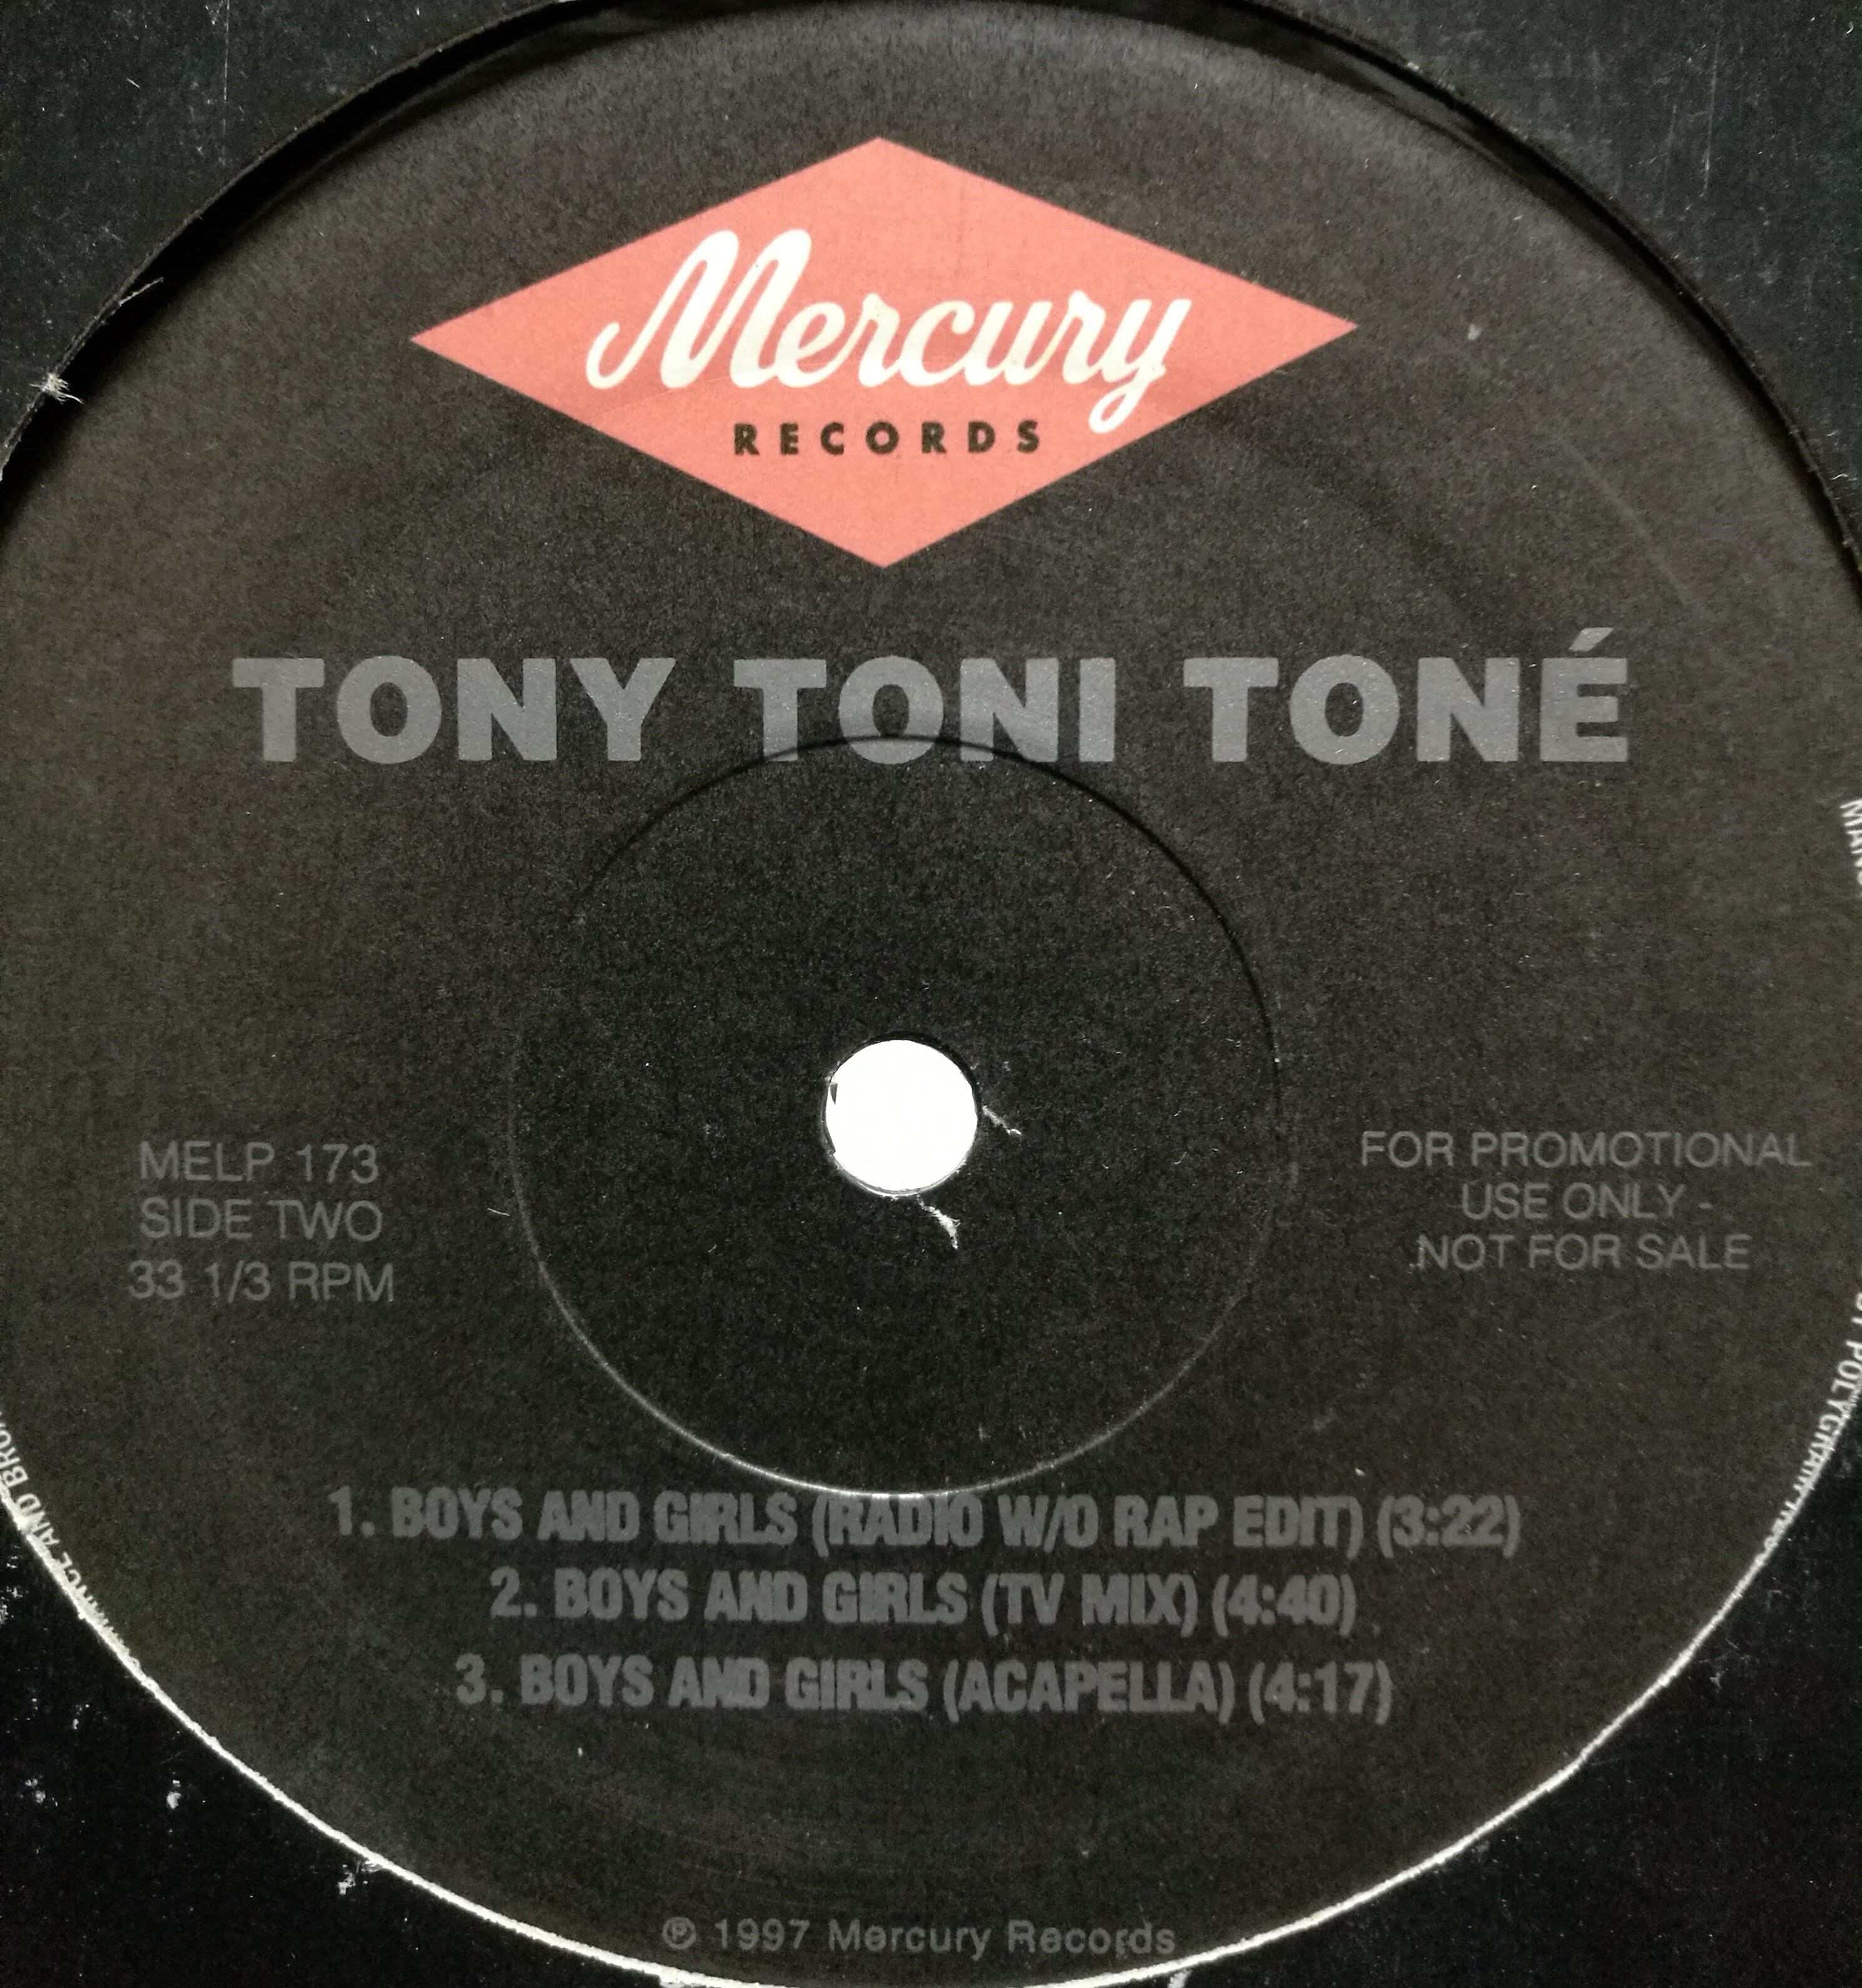 Mercury
RECORDS
TONY TONI TONÉ
MELP 173
SIDE TWO
33 1/3 RPM
FOR PROMOTIONAL
USE ONLY -
NOT FOR SALE
1. BOYS AND GIRLS (RADIO W/O RAP EDIT) (3:22)
2. BOYS AND GIRLS (TV MIX) (4:40)
3. BOYS AND GIRLS (ACAPELLA) (4:17)
℗ 1997 Mercury Records
AND
POLYGRAM